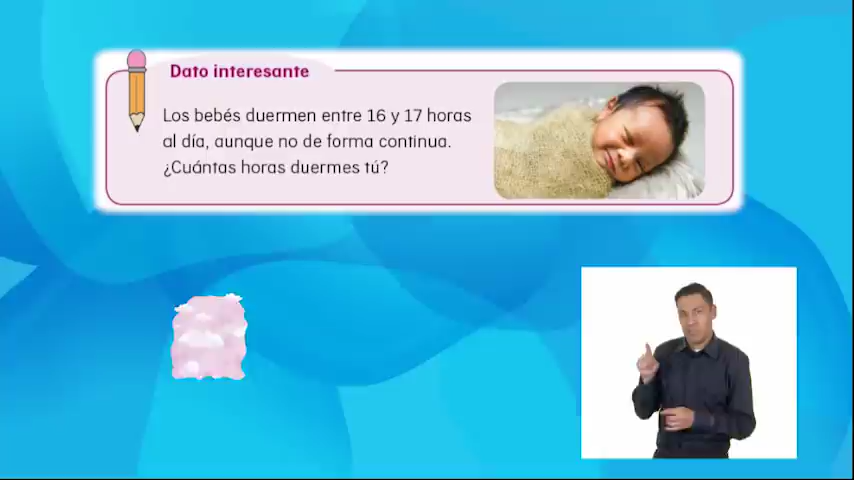 Dato interesante
Los bebés duermen entre 16 y 17 horas
al día, aunque no de forma continua.
¿Cuántas horas duermes tú?